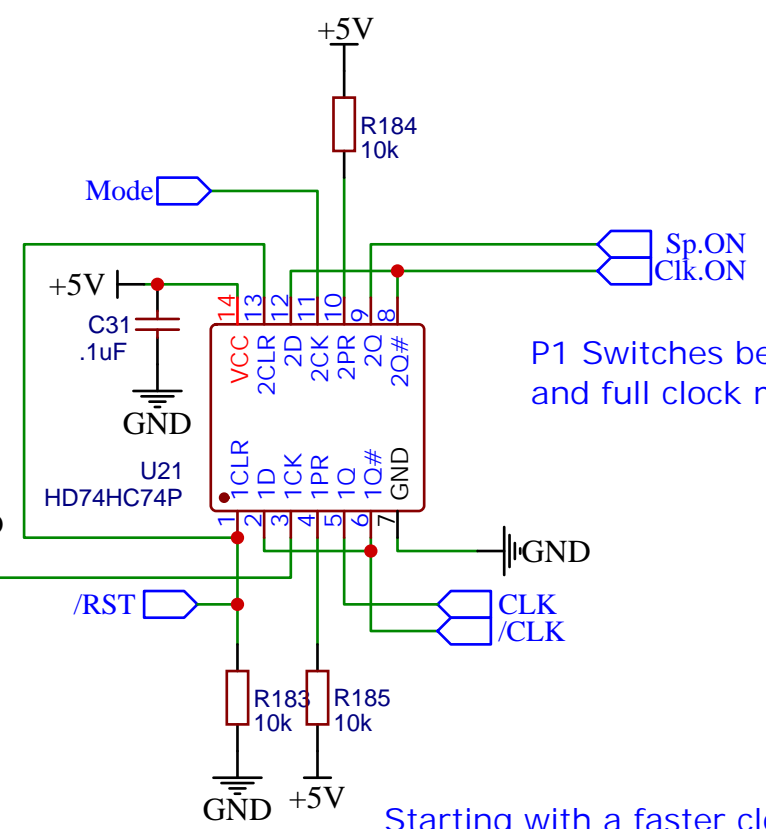 +5V
R184
10k
Mode
Sp.ON
Clk.ON
+5V
C31
.1uF
GND
14 13 12 11 10 9 8
VCC 2CLR 2D 2CK 2PR 2Q 2Q#
P1 Switches be
and full clock m
U21
HD74HC74P
1CLR 1D 1CK 1PR 1Q 1Q# GND
1 2 3 4 5 6 7
GND
/RST
CLK
/CLK
R183
10k
R185
10k
GND
+5V
Starting with a faster clo